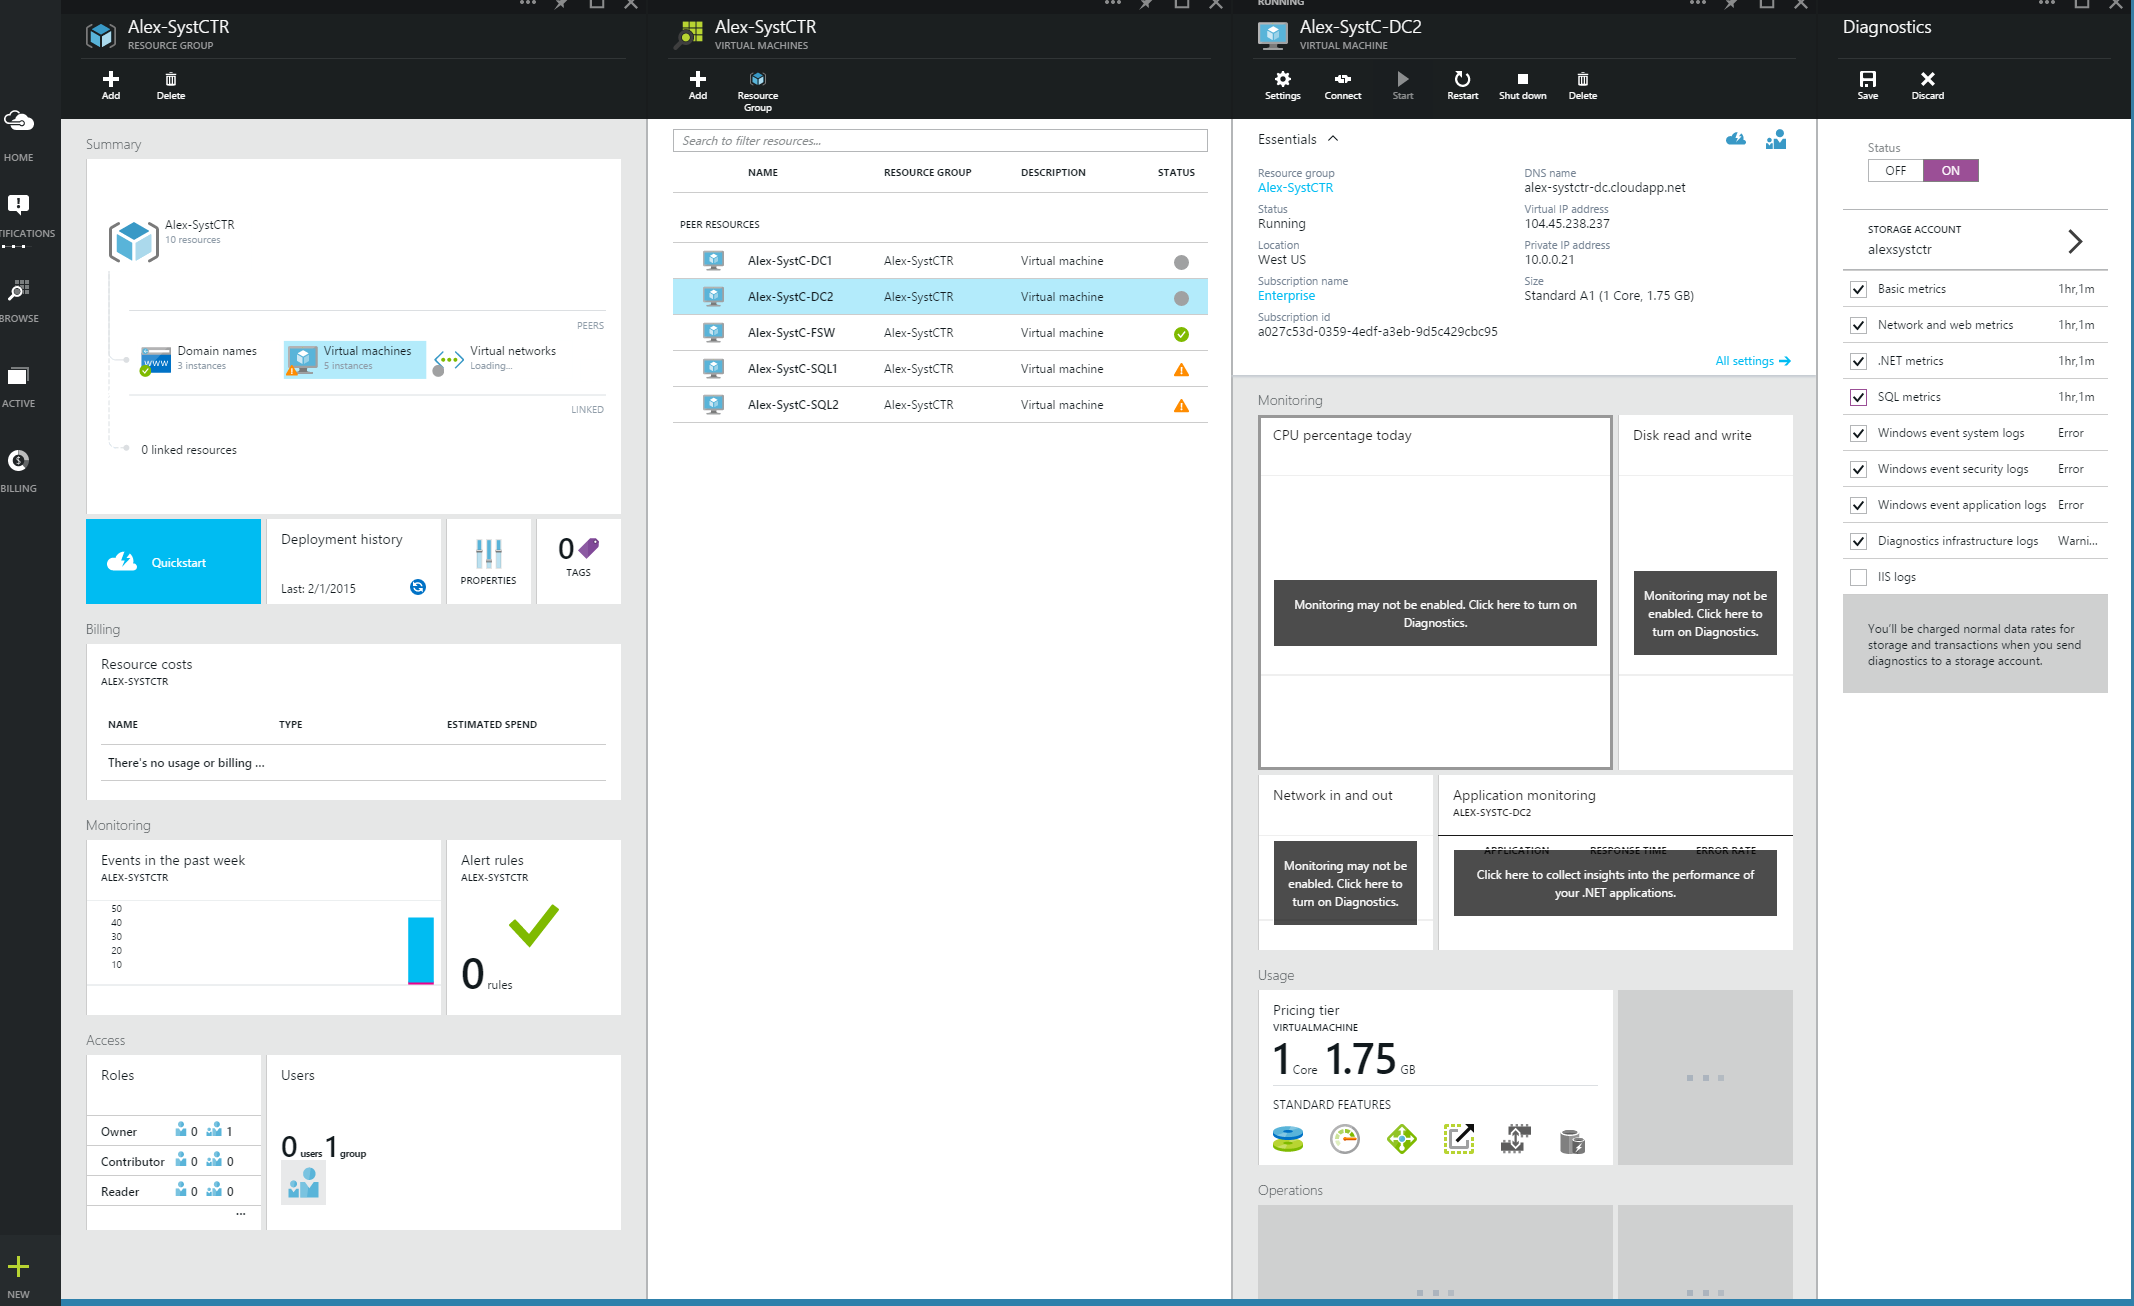 HOME
TIFICATIONS
BROWSE
ACTIVE
BILLING
NEW
Alex-SystCTR
RESOURCE GROUP
Add
Delete
Summary
Alex-SystCTR
10 resources
PEERS
Domain names
3 instances
Virtual machines
5 instances
Virtual networks
Loading...
LINKED
0 linked resources
Quickstart
Deployment history
Last: 2/1/2015
PROPERTIES
0
TAGS
Billing
Resource costs
ALEX-SYSTCTR
NAME TYPE ESTIMATED SPEND
There's no usage or billing ...
Monitoring
Events in the past week
ALEX-SYSTCTR
50
40
30
20
10
Alert rules
ALEX-SYSTCTR
0 rules
Access
Roles
Owner 0 1
Contributor 0 0
Reader 0 0
...
Users
0 users 1 group
Alex-SystCTR
VIRTUAL MACHINES
Add
Resource Group
Search to filter resources...
NAME RESOURCE GROUP DESCRIPTION STATUS
PEER RESOURCES
Alex-SystC-DC1 Alex-SystCTR Virtual machine
Alex-SystC-DC2 Alex-SystCTR Virtual machine
Alex-SystC-FSW Alex-SystCTR Virtual machine
Alex-SystC-SQL1 Alex-SystCTR Virtual machine
Alex-SystC-SQL2 Alex-SystCTR Virtual machine
RUNNING
Alex-SystC-DC2
VIRTUAL MACHINE
Settings
Connect
Start
Restart
Shut down
Delete
Essentials
Resource group
Alex-SystCTR
Status
Running
Location
West US
Subscription name
Enterprise
Subscription id
a027c53d-0359-4edf-a3eb-9d5c429cbc95
DNS name
alex-systctr-dc.cloudapp.net
Virtual IP address
104.45.238.237
Private IP address
10.0.0.21
Size
Standard A1 (1 Core, 1.75 GB)
All settings
Monitoring
CPU percentage today
Monitoring may not be enabled. Click here to turn on
Diagnostics.
Disk read and write
Monitoring may not be
enabled. Click here to
turn on Diagnostics.
Network in and out
Monitoring may not be
enabled. Click here to
turn on Diagnostics.
Application monitoring
ALEX-SYSTC-DC2
APPLICATION RESPONSE TIME ERROR RATE
Click here to collect insights into the performance of
your .NET applications.
Usage
Pricing tier
VIRTUALMACHINE
1 Core 1.75 GB
STANDARD FEATURES
Operations
Diagnostics
Save
Discard
Status
OFF ON
STORAGE ACCOUNT
alexsystctr
Basic metrics 1hr,1m
Network and web metrics 1hr,1m
.NET metrics 1hr,1m
SQL metrics 1hr,1m
Windows event system logs Error
Windows event security logs Error
Windows event application logs Error
Diagnostics infrastructure logs Warni...
IIS logs
You'll be charged normal data rates for
storage and transactions when you send
diagnostics to a storage account.